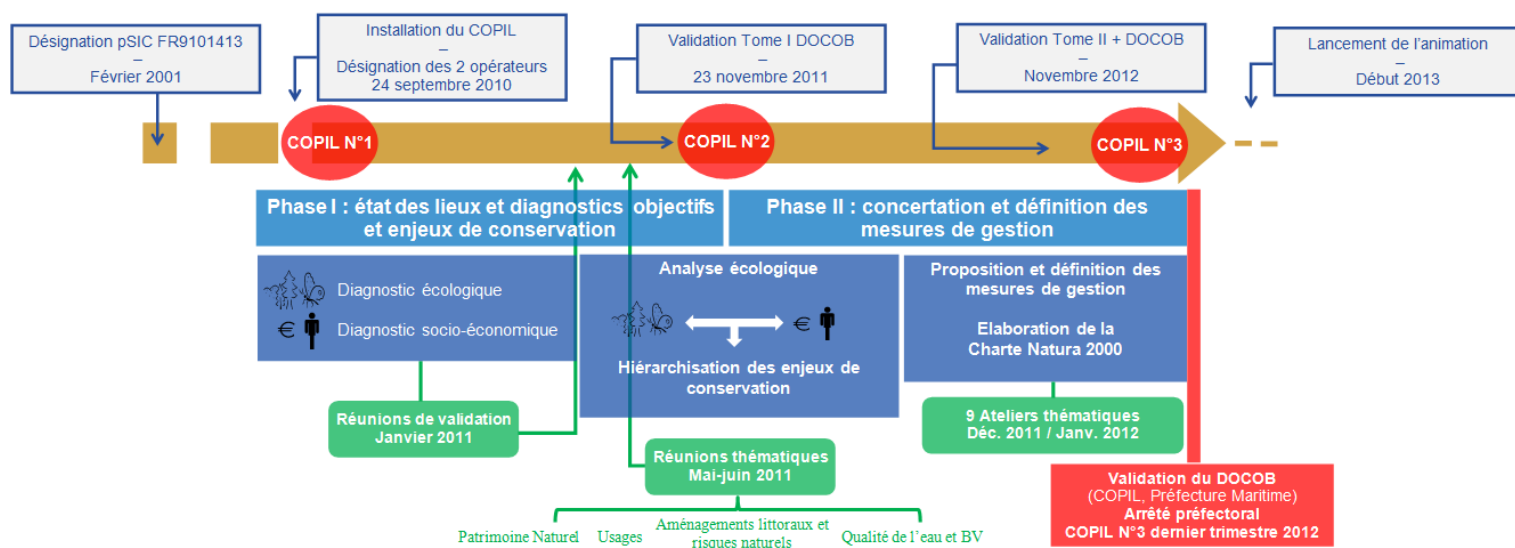 Désignation pSIC FR9101413
–
Février 2001
Installation du COPIL
–
Désignation des 2 opérateurs
24 septembre 2010
Validation Tome I DOCOB
–
23 novembre 2011
Validation Tome II + DOCOB
–
Novembre 2012
Lancement de l’animation
–
Début 2013
COPIL N°1
COPIL N°2
COPIL N°3
Phase I : état des lieux et diagnostics objectifs
et enjeux de conservation
Phase II : concertation et définition des
mesures de gestion
Diagnostic écologique
€ Diagnostic socio-économique
Analyse écologique
€
Hiérarchisation des enjeux de
conservation
Proposition et définition des
mesures de gestion
Elaboration de la
Charte Natura 2000
Réunions de validation
Janvier 2011
Réunions thématiques
Mai-juin 2011
9 Ateliers thématiques
Déc. 2011 / Janv. 2012
Validation du DOCOB
(COPIL, Préfecture Maritime)
Arrêté préfectoral
COPIL N°3 dernier trimestre 2012
Patrimoine Naturel
Usages
Aménagements littoraux et
risques naturels
Qualité de l’eau et BV